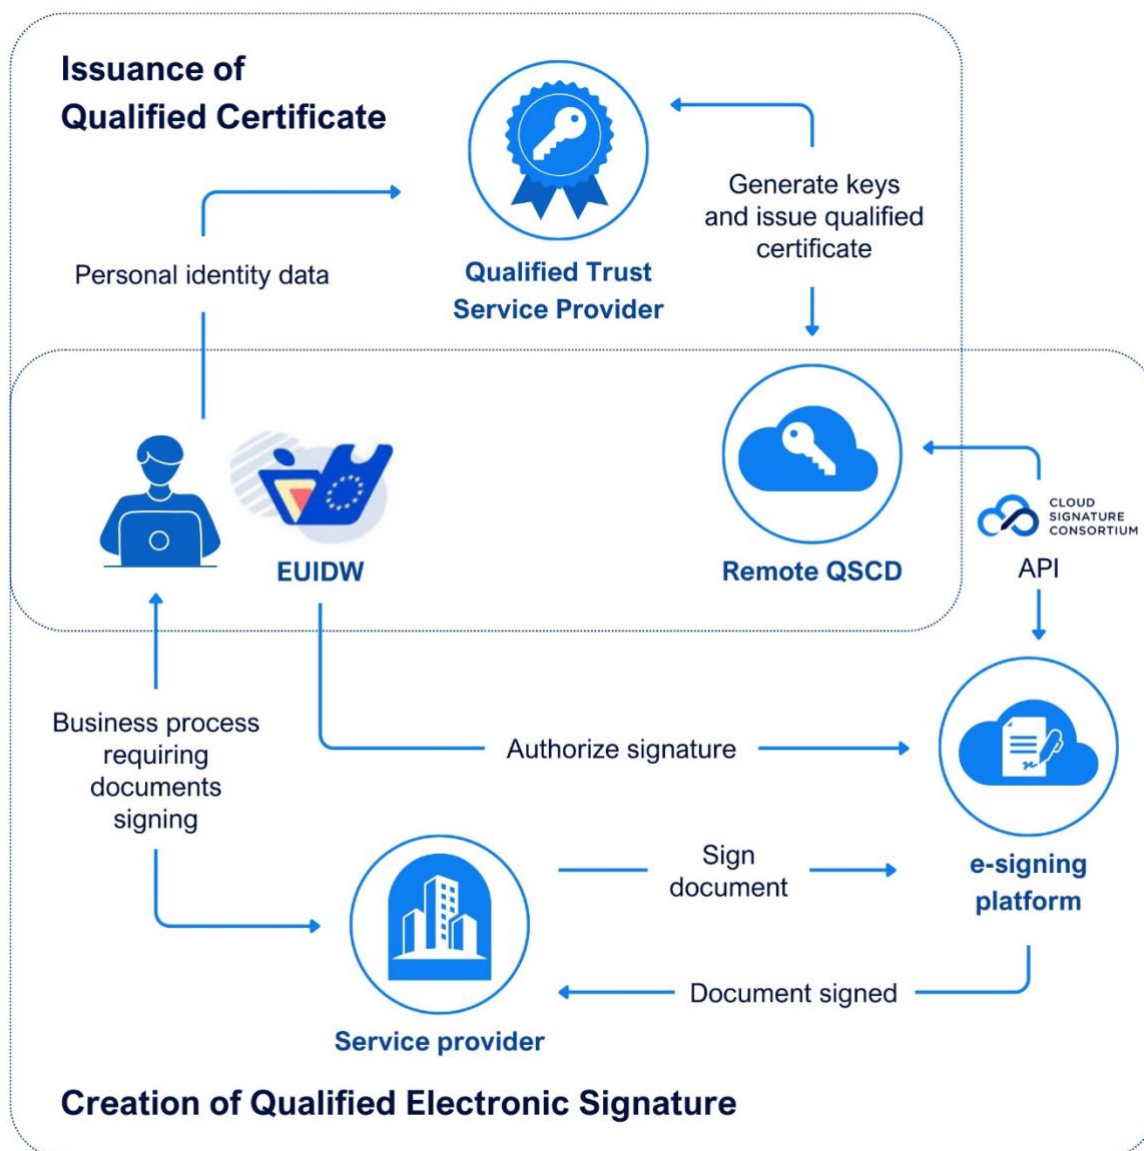 Issuance of
Qualified Certificate
Generate keys
and issue qualified
certificate
Personal identity data
Qualified Trust
Service Provider
CLOUD
SIGNATURE
CONSORTIUM
API
EUIDW
Remote QSCD
Business process
requiring
documents
signing
Authorize signature
Sign
document
e-signing
platform
Document signed
Service provider
Creation of Qualified Electronic Signature